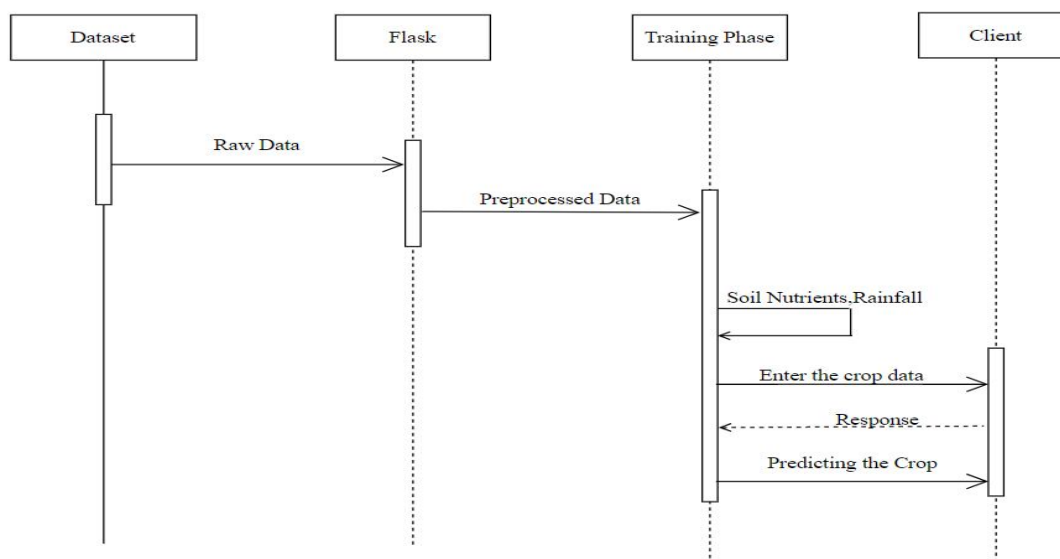 Dataset
Flask
Training Phase
Client
Raw Data
Preprocessed Data
Soil Nutrients,Rainfall
Enter the crop data
Response
Predicting the Crop